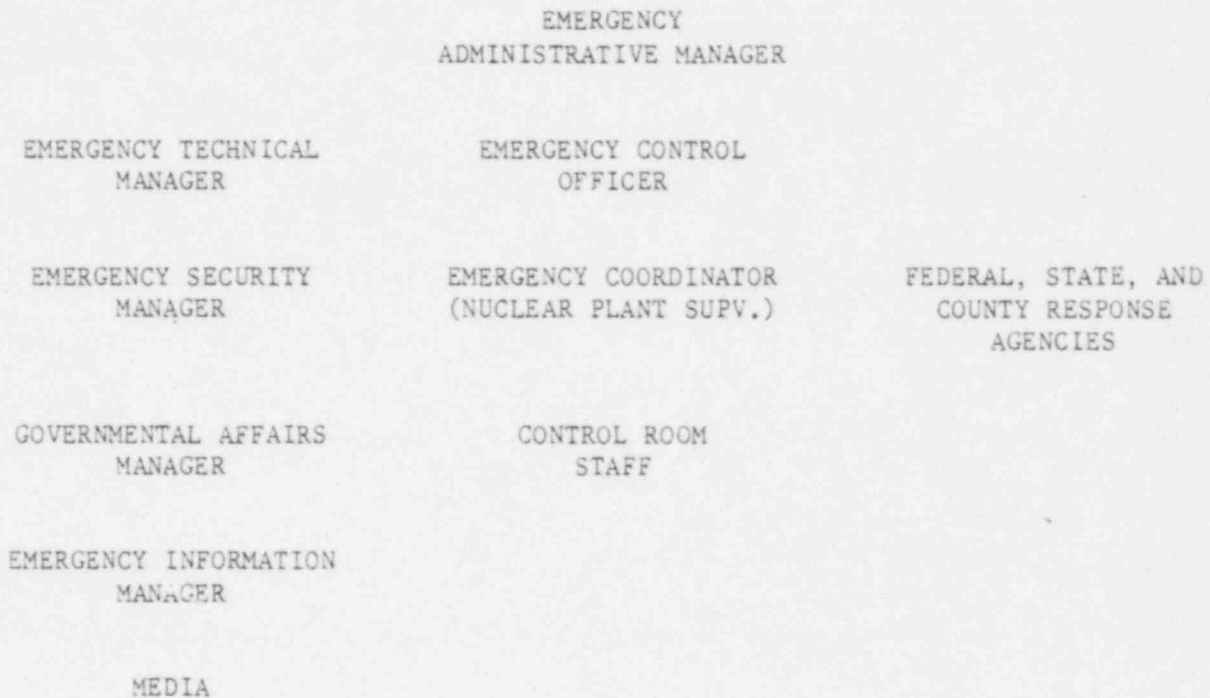 EMERGENCY
ADMINISTRATIVE MANAGER
EMERGENCY TECHNICAL
MANAGER
EMERGENCY CONTROL
OFFICER
EMERGENCY SECURITY
MANAGER
EMERGENCY COORDINATOR
(NUCLEAR PLANT SUPV.)
FEDERAL, STATE, AND
COUNTY RESPONSE
AGENCIES
GOVERNMENTAL AFFAIRS
MANAGER
CONTROL ROOM
STAFF
EMERGENCY INFORMATION
MANAGER
MEDIA